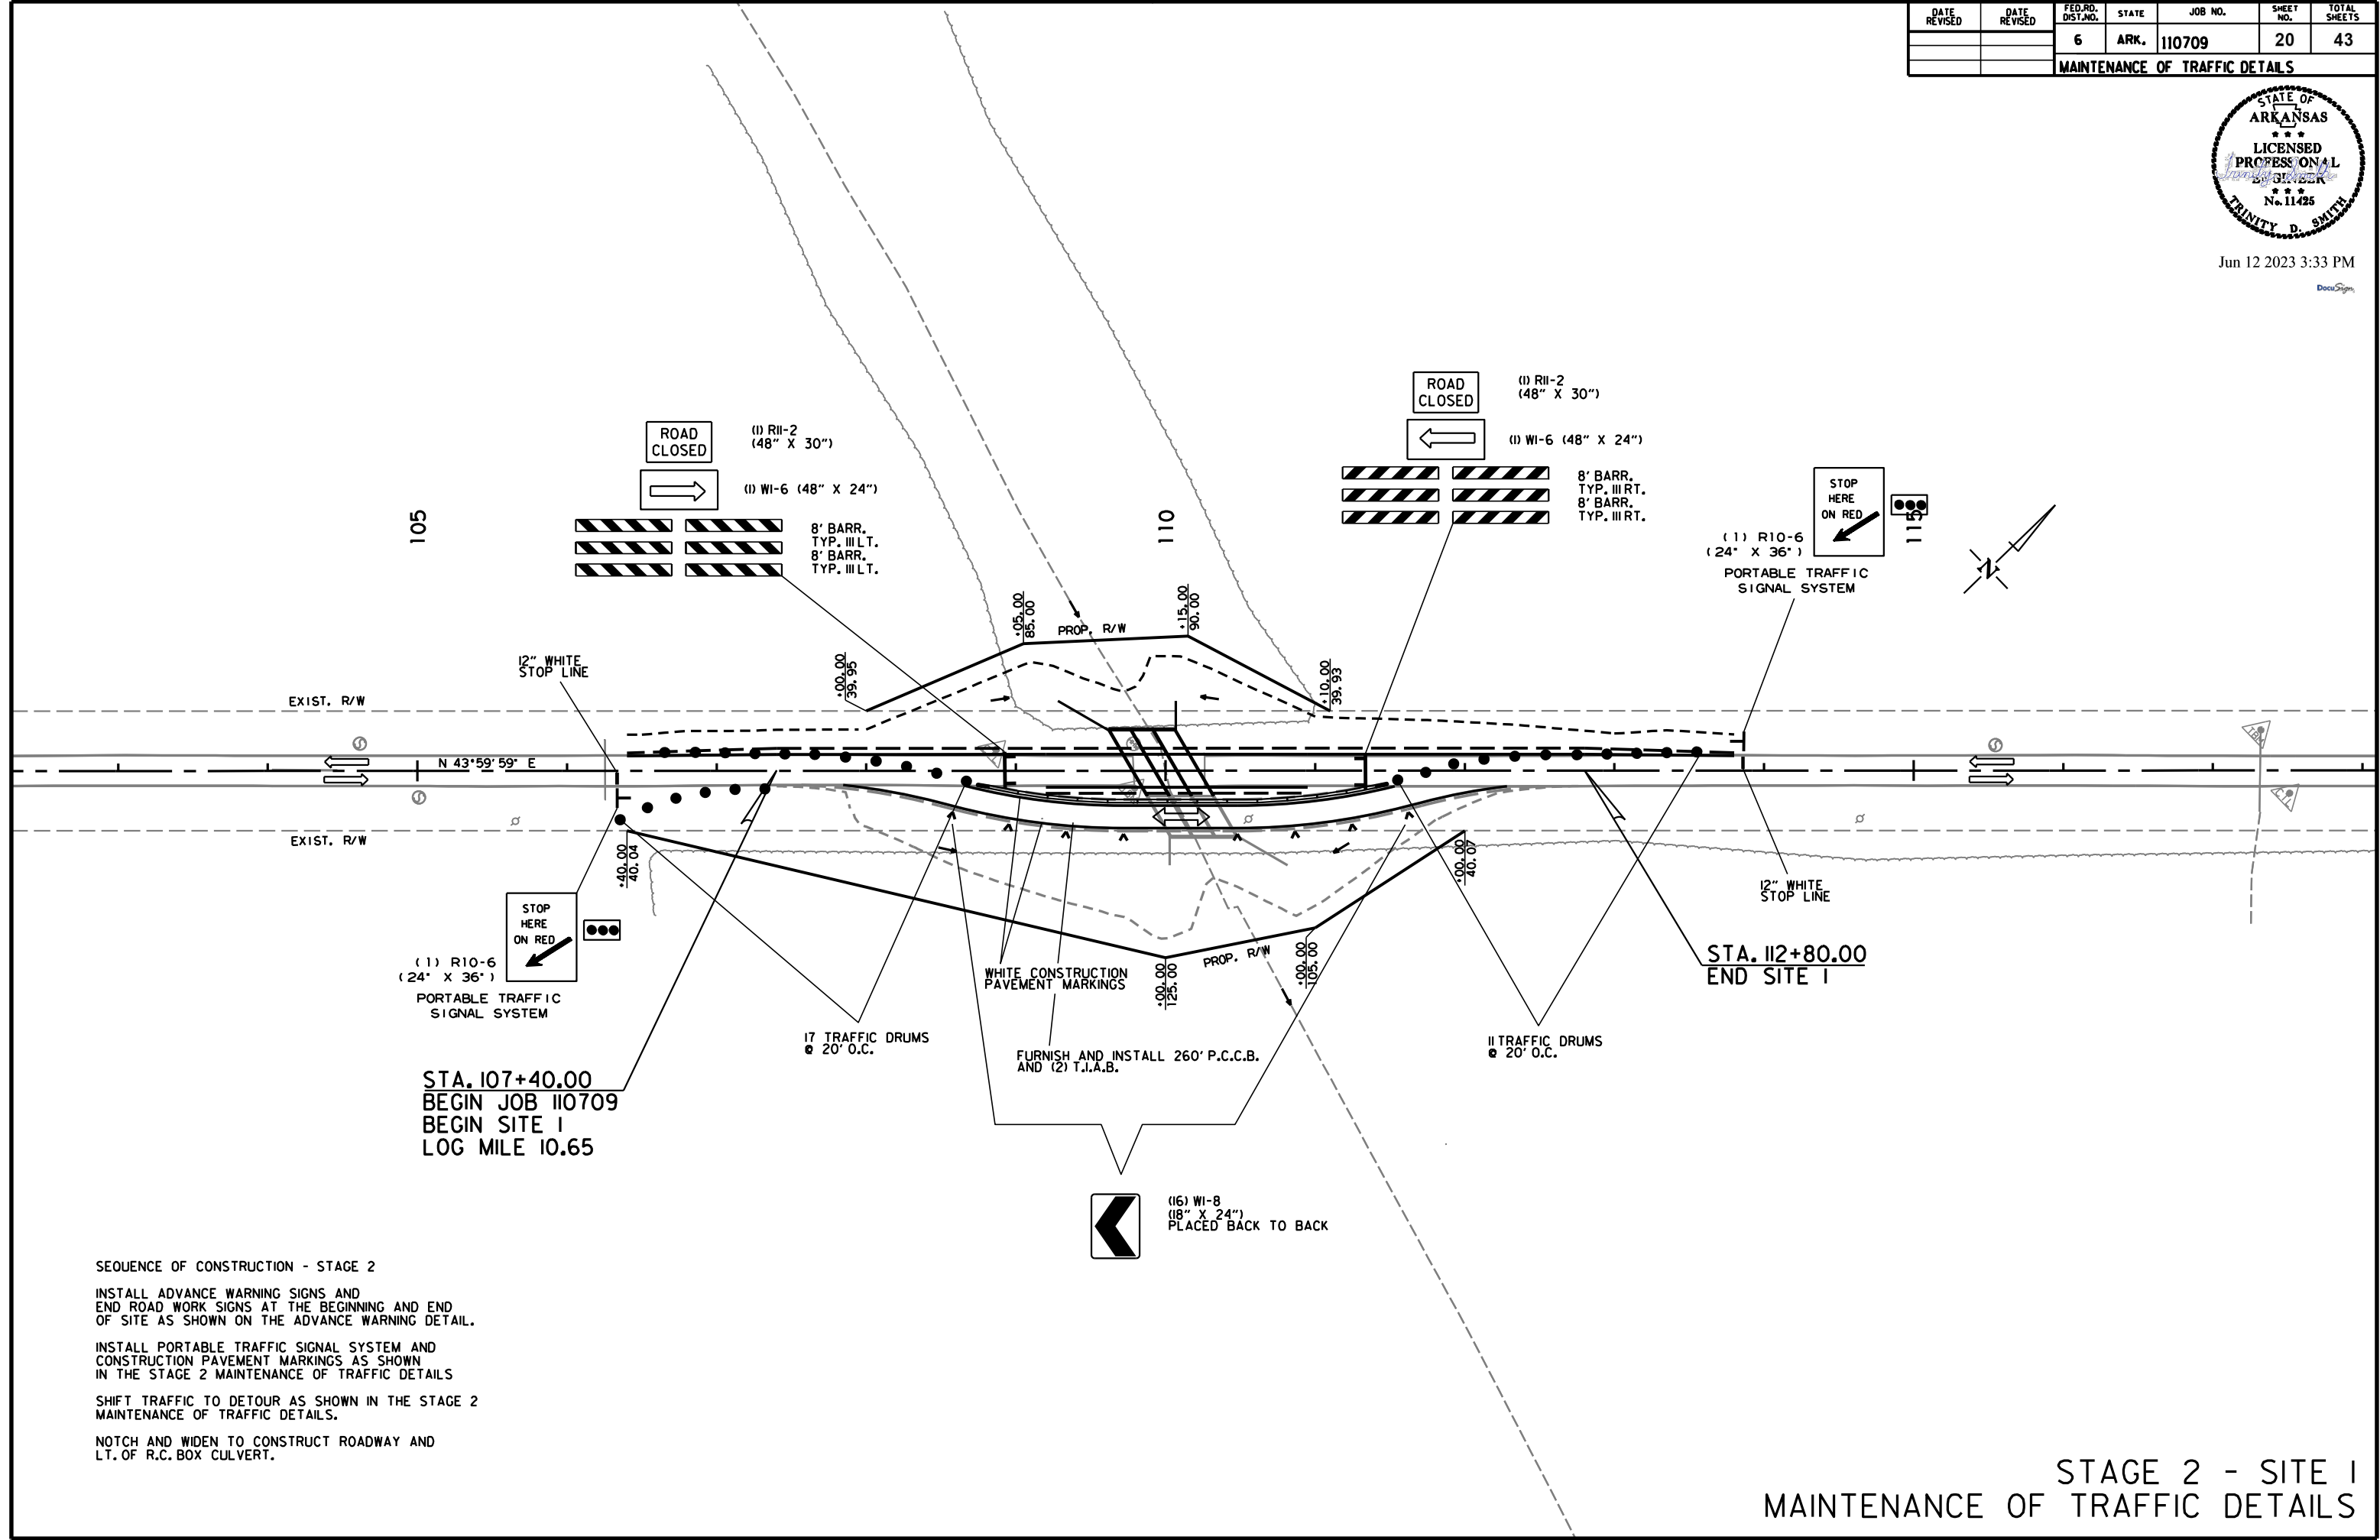 DATE REVISED
DATE REVISED
FED.RD. DIST.NO.
STATE
JOB NO.
SHEET NO.
TOTAL SHEETS
6
ARK.
110709
20
43
MAINTENANCE OF TRAFFIC DETAILS
STATE OF
ARKANSAS
★ ★ ★
LICENSED
PROFESSIONAL
ENGINEER
★ ★ ★
No. 11425
TRINITY D. SMITH
Jun 12 2023 3:33 PM
DocuSign
ROAD
CLOSED
(1) R11-2
(48" X 30")
(1) W1-6 (48" X 24")
8' BARR.
TYP. III LT.
8' BARR.
TYP. III LT.
ROAD
CLOSED
(1) R11-2
(48" X 30")
(1) W1-6 (48" X 24")
8' BARR.
TYP. III RT.
8' BARR.
TYP. III RT.
STOP
HERE
ON RED
(1) R10-6
(24" X 36")
PORTABLE TRAFFIC
SIGNAL SYSTEM
105
110
115
N
+05.00
85.00
PROP. R/W
+15.00
90.00
12" WHITE
STOP LINE
+00.00
39.95
+10.00
39.93
EXIST. R/W
N 43°59'59" E
EXIST. R/W
+40.00
40.04
+00.00
40.07
12" WHITE
STOP LINE
STOP
HERE
ON RED
(1) R10-6
(24" X 36")
PORTABLE TRAFFIC
SIGNAL SYSTEM
WHITE CONSTRUCTION
PAVEMENT MARKINGS
+00.00
125.00
PROP. R/W
+00.00
105.00
STA. 112+80.00
END SITE 1
17 TRAFFIC DRUMS
@ 20' O.C.
FURNISH AND INSTALL 260' P.C.C.B.
AND (2) T.I.A.B.
11 TRAFFIC DRUMS
@ 20' O.C.
STA. 107+40.00
BEGIN JOB 110709
BEGIN SITE 1
LOG MILE 10.65
(16) W1-8
(18" X 24")
PLACED BACK TO BACK
SEQUENCE OF CONSTRUCTION - STAGE 2
INSTALL ADVANCE WARNING SIGNS AND
END ROAD WORK SIGNS AT THE BEGINNING AND END
OF SITE AS SHOWN ON THE ADVANCE WARNING DETAIL.
INSTALL PORTABLE TRAFFIC SIGNAL SYSTEM AND
CONSTRUCTION PAVEMENT MARKINGS AS SHOWN
IN THE STAGE 2 MAINTENANCE OF TRAFFIC DETAILS
SHIFT TRAFFIC TO DETOUR AS SHOWN IN THE STAGE 2
MAINTENANCE OF TRAFFIC DETAILS.
NOTCH AND WIDEN TO CONSTRUCT ROADWAY AND
LT. OF R.C. BOX CULVERT.
STAGE 2 - SITE 1
MAINTENANCE OF TRAFFIC DETAILS